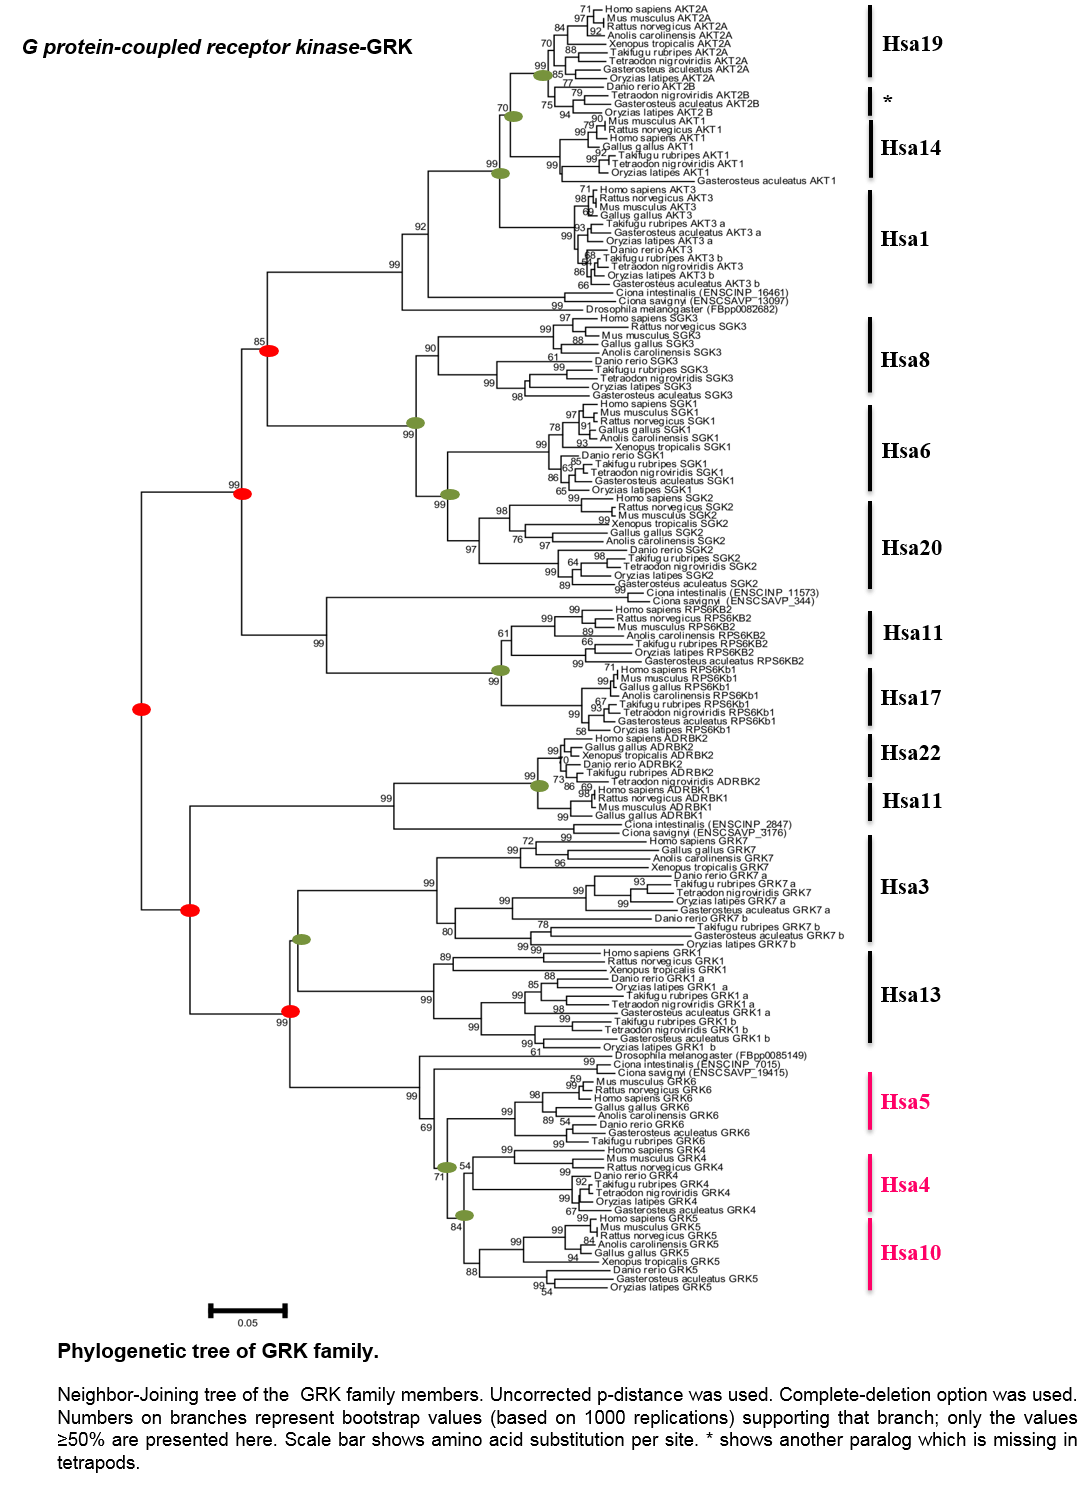 G protein-coupled receptor kinase-GRK
Homo sapiens AKT2A
Mus musculus AKT2A
Rattus norvegicus AKT2A
Anolis carolinensis AKT2A
Xenopus tropicalis AKT2A
Takifugu rubripes AKT2A
Tetraodon nigroviridis AKT2A
Gasterosteus aculeatus AKT2A
Oryzias latipes AKT2A
Danio rerio AKT2B
Tetraodon nigroviridis AKT2B
Gasterosteus aculeatus AKT2B
Oryzias latipes AKT2 B
Mus musculus AKT1
Rattus norvegicus AKT1
Homo sapiens AKT1
Gallus gallus AKT1
Takifugu rubripes AKT1
Tetraodon nigroviridis AKT1
Oryzias latipes AKT1
Gasterosteus aculeatus AKT1
Homo sapiens AKT3
Rattus norvegicus AKT3
Mus musculus AKT3
Gallus gallus AKT3
Takifugu rubripes AKT3 a
Gasterosteus aculeatus AKT3 a
Oryzias latipes AKT3 a
Danio rerio AKT3
Takifugu rubripes AKT3 b
Tetraodon nigroviridis AKT3
Oryzias latipes AKT3 b
Gasterosteus aculeatus AKT3 b
Ciona intestinalis (ENSCINP_16461)
Ciona savignyi (ENSCSAVP_13097)
Drosophila melanogaster (FBpp0082682)
Homo sapiens SGK3
Rattus norvegicus SGK3
Mus musculus SGK3
Gallus gallus SGK3
Anolis carolinensis SGK3
Danio rerio SGK3
Takifugu rubripes SGK3
Tetraodon nigroviridis SGK3
Oryzias latipes SGK3
Gasterosteus aculeatus SGK3
Homo sapiens SGK1
Mus musculus SGK1
Rattus norvegicus SGK1
Gallus gallus SGK1
Anolis carolinensis SGK1
Xenopus tropicalis SGK1
Danio rerio SGK1
Takifugu rubripes SGK1
Tetraodon nigroviridis SGK1
Gasterosteus aculeatus SGK1
Oryzias latipes SGK1
Homo sapiens SGK2
Rattus norvegicus SGK2
Mus musculus SGK2
Xenopus tropicalis SGK2
Gallus gallus SGK2
Anolis carolinensis SGK2
Danio rerio SGK2
Takifugu rubripes SGK2
Tetraodon nigroviridis SGK2
Oryzias latipes SGK2
Gasterosteus aculeatus SGK2
Ciona intestinalis (ENSCINP_11573)
Ciona savignyi (ENSCSAVP_344)
Homo sapiens RPS6KB2
Rattus norvegicus RPS6KB2
Mus musculus RPS6KB2
Anolis carolinensis RPS6KB2
Takifugu rubripes RPS6KB2
Oryzias latipes RPS6KB2
Gasterosteus aculeatus RPS6KB2
Homo sapiens RPS6Kb1
Mus musculus RPS6Kb1
Gallus gallus RPS6Kb1
Anolis carolinensis RPS6Kb1
Takifugu rubripes RPS6Kb1
Tetraodon nigroviridis RPS6Kb1
Gasterosteus aculeatus RPS6Kb1
Oryzias latipes RPS6Kb1
Homo sapiens ADRBK2
Gallus gallus ADRBK2
Xenopus tropicalis ADRBK2
Danio rerio ADRBK2
Takifugu rubripes ADRBK2
Tetraodon nigroviridis ADRBK2
Homo sapiens ADRBK1
Rattus norvegicus ADRBK1
Mus musculus ADRBK1
Gallus gallus ADRBK1
Ciona intestinalis (ENSCINP_2847)
Ciona savignyi (ENSCSAVP_3176)
Homo sapiens GRK7
Gallus gallus GRK7
Anolis carolinensis GRK7
Xenopus tropicalis GRK7
Danio rerio GRK7 a
Takifugu rubripes GRK7 a
Tetraodon nigroviridis GRK7
Oryzias latipes GRK7 a
Gasterosteus aculeatus GRK7 a
Danio rerio GRK7 b
Takifugu rubripes GRK7 b
Gasterosteus aculeatus GRK7 b
Oryzias latipes GRK7 b
Homo sapiens GRK1
Rattus norvegicus GRK1
Xenopus tropicalis GRK1
Danio rerio GRK1 a
Oryzias latipes GRK1 a
Takifugu rubripes GRK1 a
Tetraodon nigroviridis GRK1 a
Gasterosteus aculeatus GRK1 a
Takifugu rubripes GRK1 b
Tetraodon nigroviridis GRK1 b
Gasterosteus aculeatus GRK1 b
Oryzias latipes GRK1 b
Drosophila melanogaster (FBpp0085149)
Ciona intestinalis (ENSCINP_7015)
Ciona savignyi (ENSCSAVP_19415)
Mus musculus GRK6
Rattus norvegicus GRK6
Homo sapiens GRK6
Gallus gallus GRK6
Anolis carolinensis GRK6
Danio rerio GRK6
Gasterosteus aculeatus GRK6
Takifugu rubripes GRK6
Homo sapiens GRK4
Mus musculus GRK4
Rattus norvegicus GRK4
Danio rerio GRK4
Takifugu rubripes GRK4
Tetraodon nigroviridis GRK4
Oryzias latipes GRK4
Gasterosteus aculeatus GRK4
Homo sapiens GRK5
Mus musculus GRK5
Rattus norvegicus GRK5
Anolis carolinensis GRK5
Gallus gallus GRK5
Xenopus tropicalis GRK5
Danio rerio GRK5
Gasterosteus aculeatus GRK5
Oryzias latipes GRK5
Hsa19
*
Hsa14
Hsa1
Hsa8
Hsa6
Hsa20
Hsa11
Hsa17
Hsa22
Hsa11
Hsa3
Hsa13
Hsa5
Hsa4
Hsa10
0.05
Phylogenetic tree of GRK family.
Neighbor-Joining tree of the GRK family members. Uncorrected p-distance was used. Complete-deletion option was used.
Numbers on branches represent bootstrap values (based on 1000 replications) supporting that branch; only the values
≥50% are presented here. Scale bar shows amino acid substitution per site. * shows another paralog which is missing in
tetrapods.